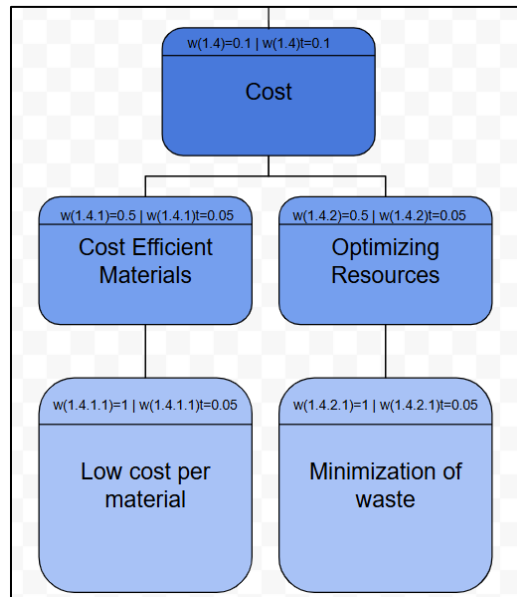 w(1.4)=0.1 | w(1.4)t=0.1
Cost
w(1.4.1)=0.5 | w(1.4.1)t=0.05
Cost Efficient
Materials
w(1.4.2)=0.5 | w(1.4.2)t=0.05
Optimizing
Resources
w(1.4.1.1)=1 | w(1.4.1.1)t=0.05
Low cost per
material
w(1.4.2.1)=1 | w(1.4.2.1)t=0.05
Minimization of
waste